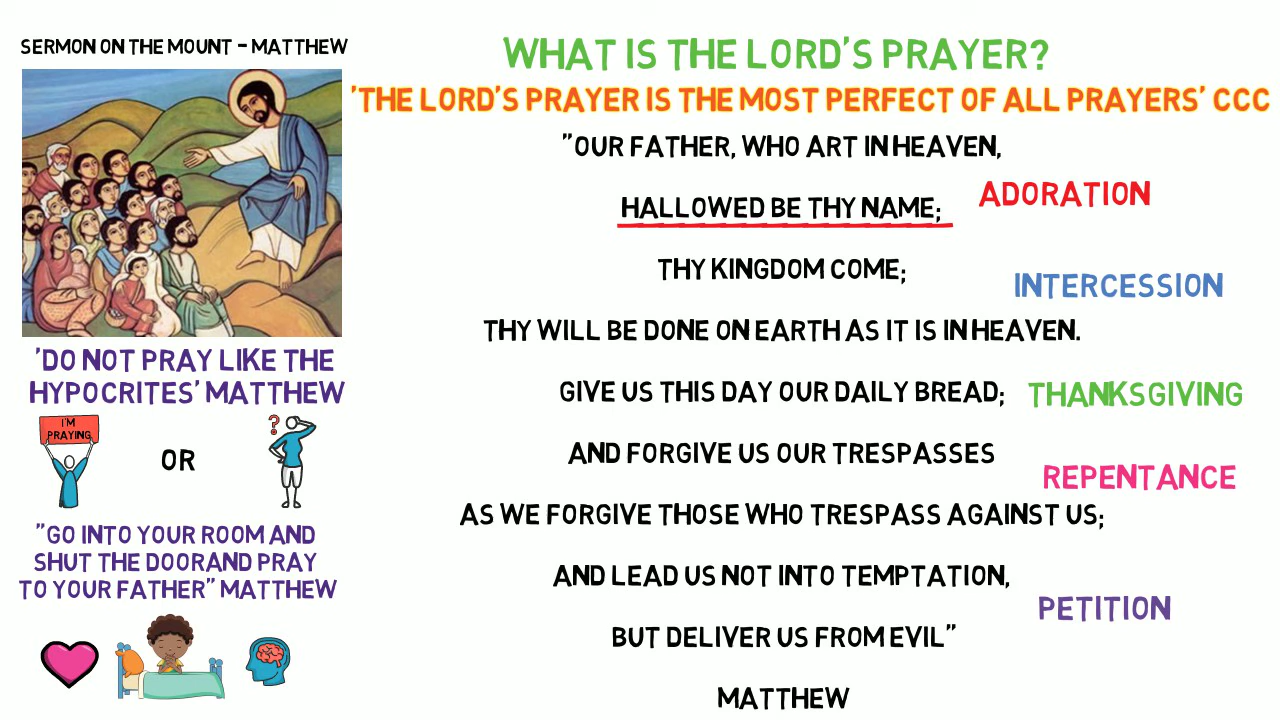 SERMON ON THE MOUNT - MATTHEW
'DO NOT PRAY LIKE THE
HYPOCRITES' MATTHEW
I'M
PRAYING
OR
?
"GO INTO YOUR ROOM AND
SHUT THE DOORAND PRAY
TO YOUR FATHER" MATTHEW
WHAT IS THE LORD'S PRAYER?
'THE LORD'S PRAYER IS THE MOST PERFECT OF ALL PRAYERS' CCC
"OUR FATHER, WHO ART IN HEAVEN,
HALLOWED BE THY NAME;
ADORATION
THY KINGDOM COME;
INTERCESSION
THY WILL BE DONE ON EARTH AS IT IS IN HEAVEN.
GIVE US THIS DAY OUR DAILY BREAD;
THANKSGIVING
AND FORGIVE US OUR TRESPASSES
REPENTANCE
AS WE FORGIVE THOSE WHO TRESPASS AGAINST US;
AND LEAD US NOT INTO TEMPTATION,
PETITION
BUT DELIVER US FROM EVIL"
MATTHEW